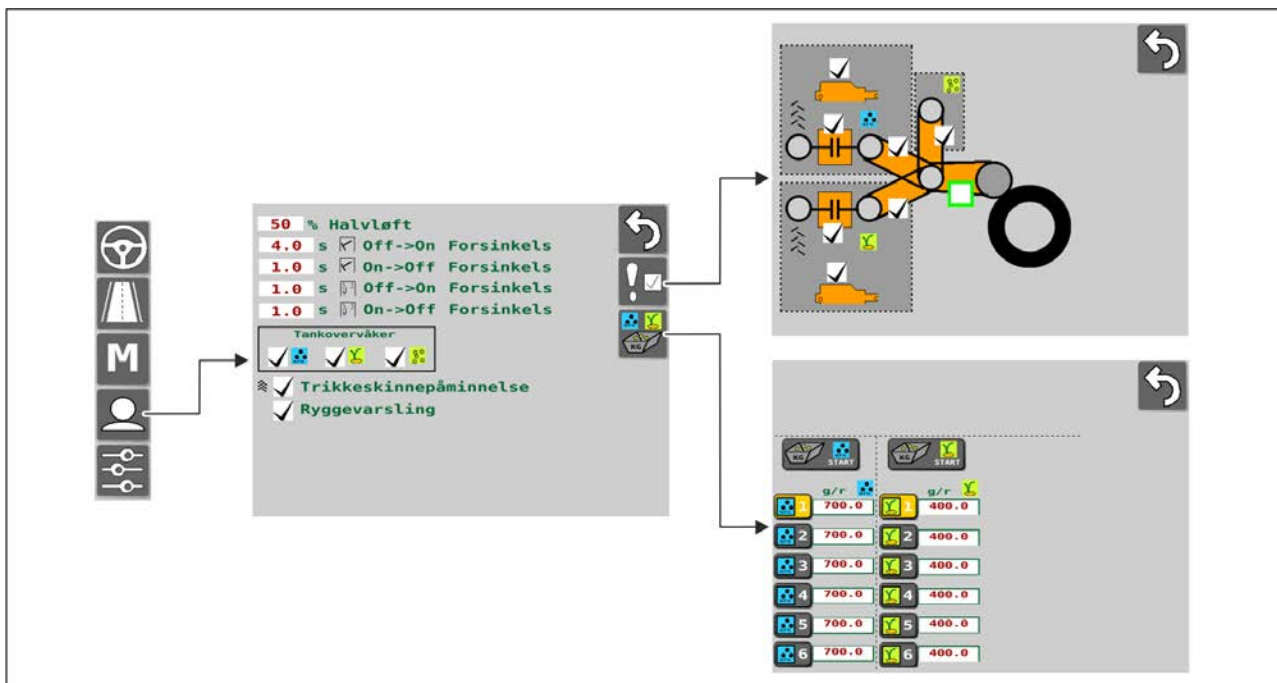 M
50 % Halvløft
4.0 s Off->On Forsinkels
1.0 s On->Off Forsinkels
1.0 s Off->On Forsinkels
1.0 s On->Off Forsinkels
Tankovervåker
Trikkeskinnepåminnelse
Ryggevarsling
KG
KG START KG START
g/r g/r
1 700.0 1 400.0
2 700.0 2 400.0
3 700.0 3 400.0
4 700.0 4 400.0
5 700.0 5 400.0
6 700.0 6 400.0